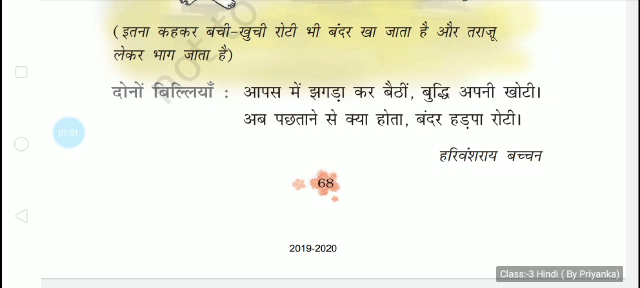 (इतना कहकर बची-खुची रोटी भी बंदर खा जाता है और तराजू
लेकर भाग जाता है)
दोनों बिल्लियाँ : आपस में झगड़ा कर बैठीं, बुद्धि अपनी खोटी।
अब पछताने से क्या होता, बंदर हड़पा रोटी।
हरिवंशराय बच्चन
07:01
68
2019-2020
Class:-3 Hindi ( By Priyanka)